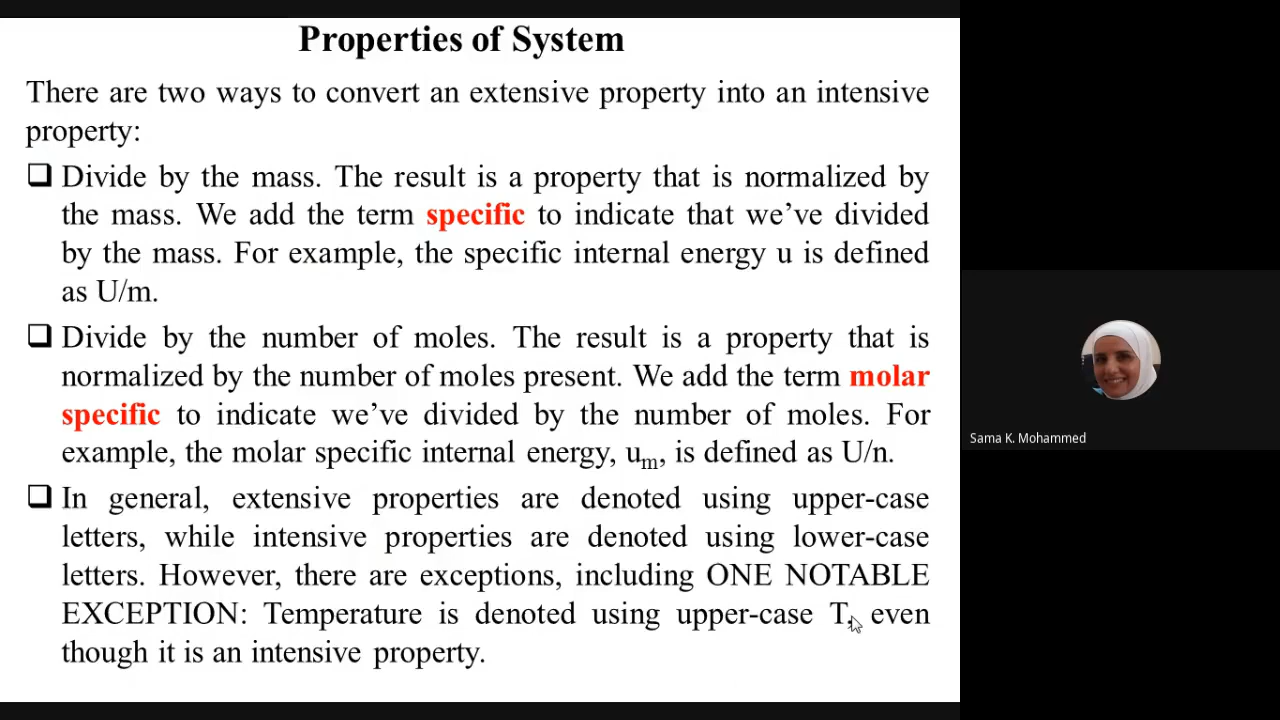 Properties of System
There are two ways to convert an extensive property into an intensive
property:
❑ Divide by the mass. The result is a property that is normalized by
the mass. We add the term specific to indicate that we’ve divided
by the mass. For example, the specific internal energy u is defined
as U/m.
❑ Divide by the number of moles. The result is a property that is
normalized by the number of moles present. We add the term molar
specific to indicate we’ve divided by the number of moles. For
example, the molar specific internal energy, uₘ, is defined as U/n.
❑ In general, extensive properties are denoted using upper-case
letters, while intensive properties are denoted using lower-case
letters. However, there are exceptions, including ONE NOTABLE
EXCEPTION: Temperature is denoted using upper-case T, even
though it is an intensive property.
Sama K. Mohammed